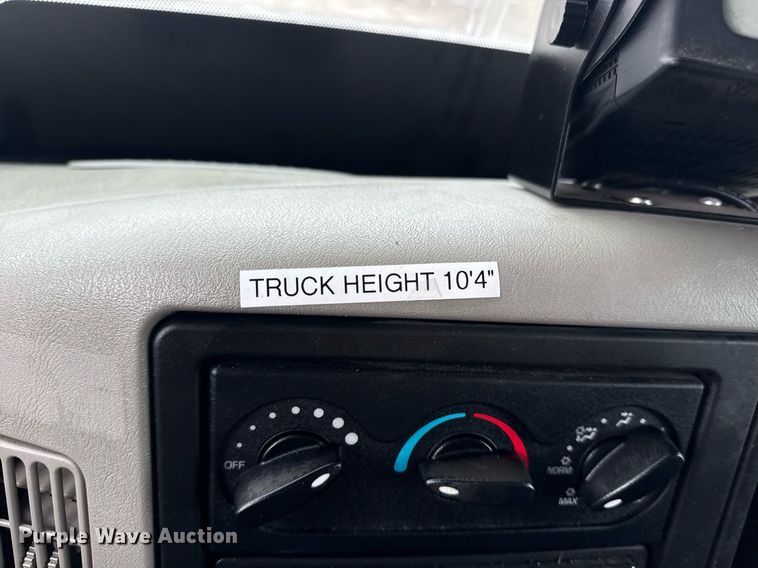 TRUCK HEIGHT 10'4"
OFF
NORM
MAX
Purple Wave Auction